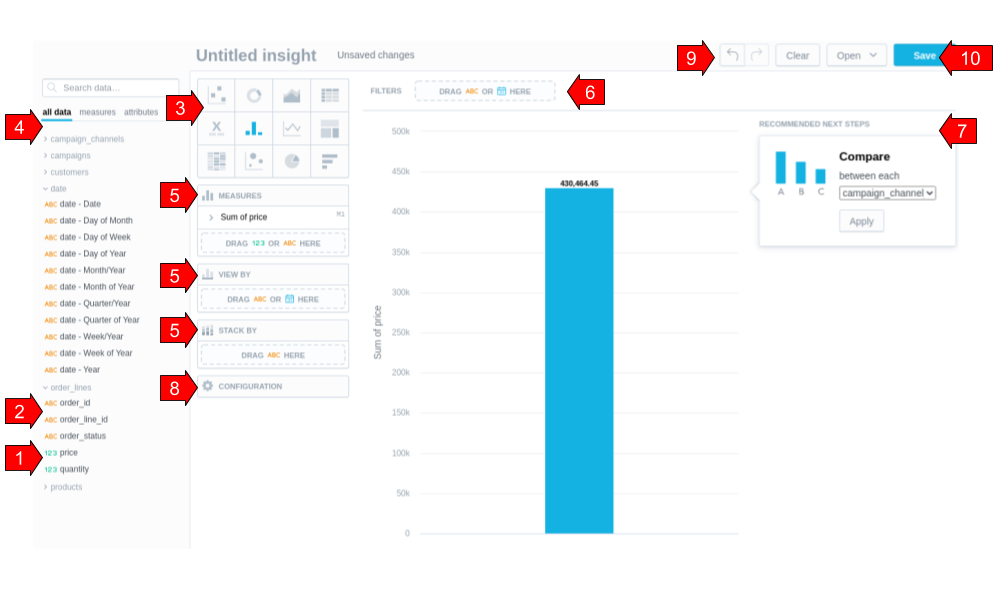 Untitled insight
Unsaved changes
9
Clear
Open
Save
10
Search data...
all data
measures
attributes
4
campaign_channels
campaigns
customers
date
ABC date - Date
ABC date - Day of Month
ABC date - Day of Week
ABC date - Day of Year
ABC date - Month/Year
ABC date - Month of Year
ABC date - Quarter/Year
ABC date - Quarter of Year
ABC date - Week/Year
ABC date - Week of Year
ABC date - Year
order_lines
2
ABC order_id
ABC order_line_id
ABC order_status
1
123 price
123 quantity
products
3
5
MEASURES
Sum of price
M1
DRAG 123 OR ABC HERE
5
VIEW BY
DRAG ABC OR HERE
5
STACK BY
DRAG ABC HERE
8
CONFIGURATION
FILTERS
DRAG ABC OR HERE
6
500k
450k
400k
350k
300k
250k
200k
150k
100k
50k
0
Sum of price
430,464.45
RECOMMENDED NEXT STEPS
7
A B C
Compare
between each
campaign_channel
Apply